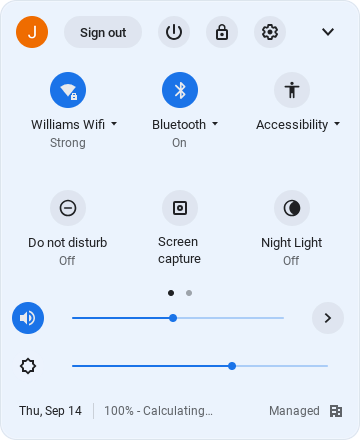 J Sign out
Williams Wifi Bluetooth Accessibility
Strong On
Do not disturb Screen capture Night Light
Off Off
Thu, Sep 14 100% - Calculating... Managed